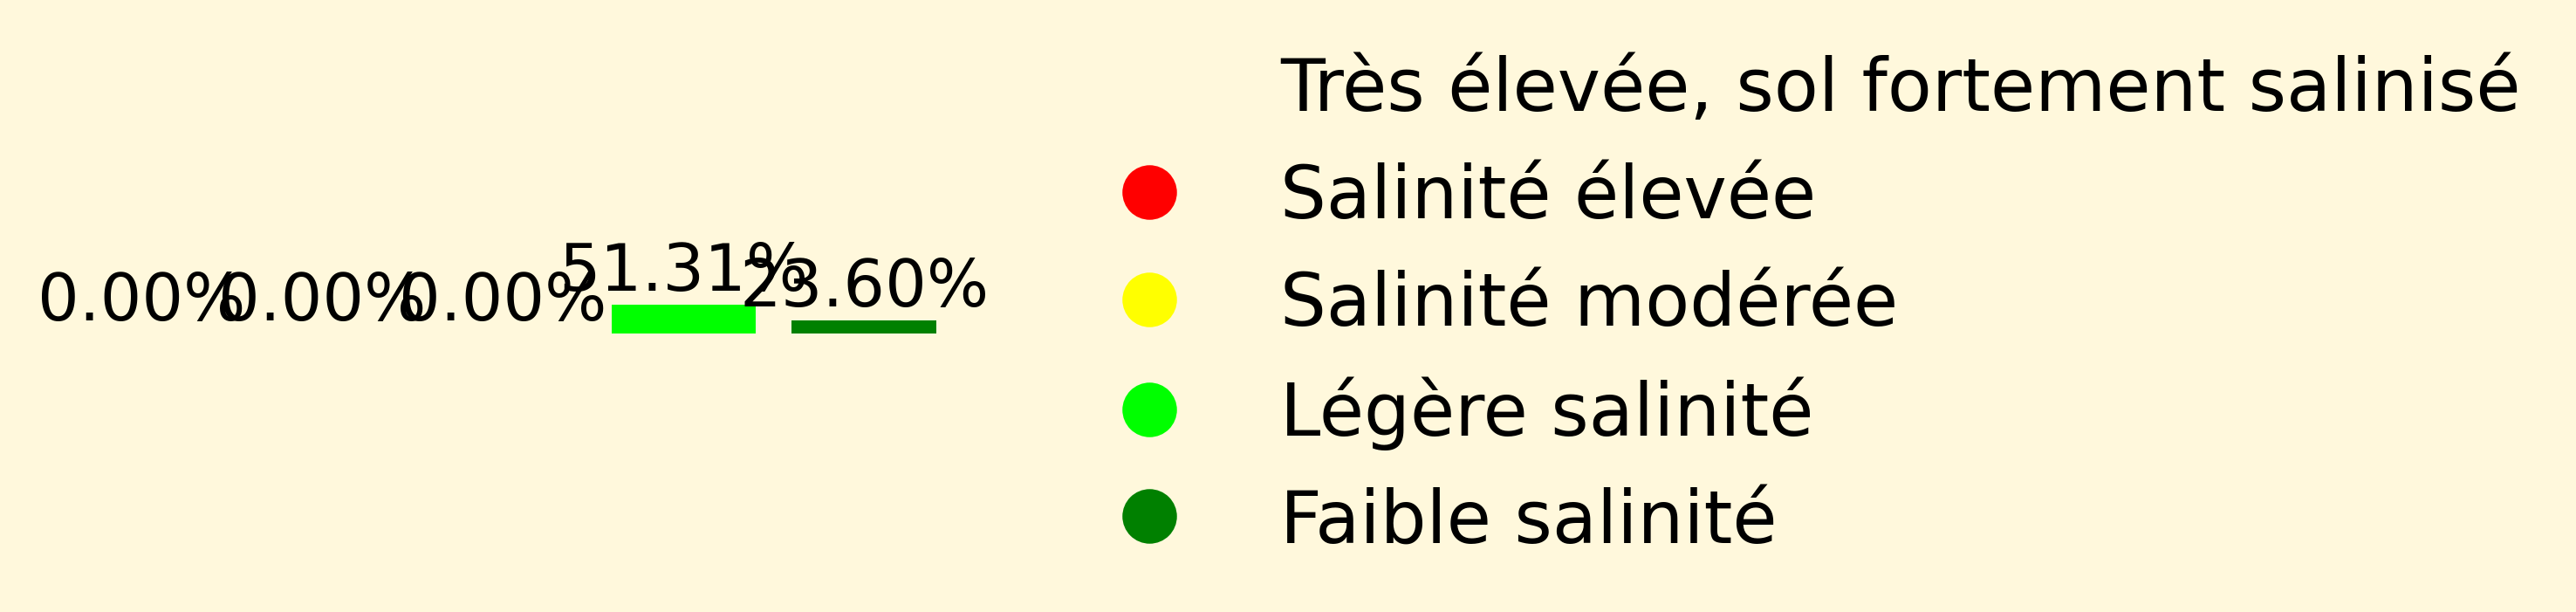 Très élevée, sol fortement salinisé
Salinité élevée
Salinité modérée
Légère salinité
Faible salinité
0.00%
0.00%
0.00%
51.31%
23.60%